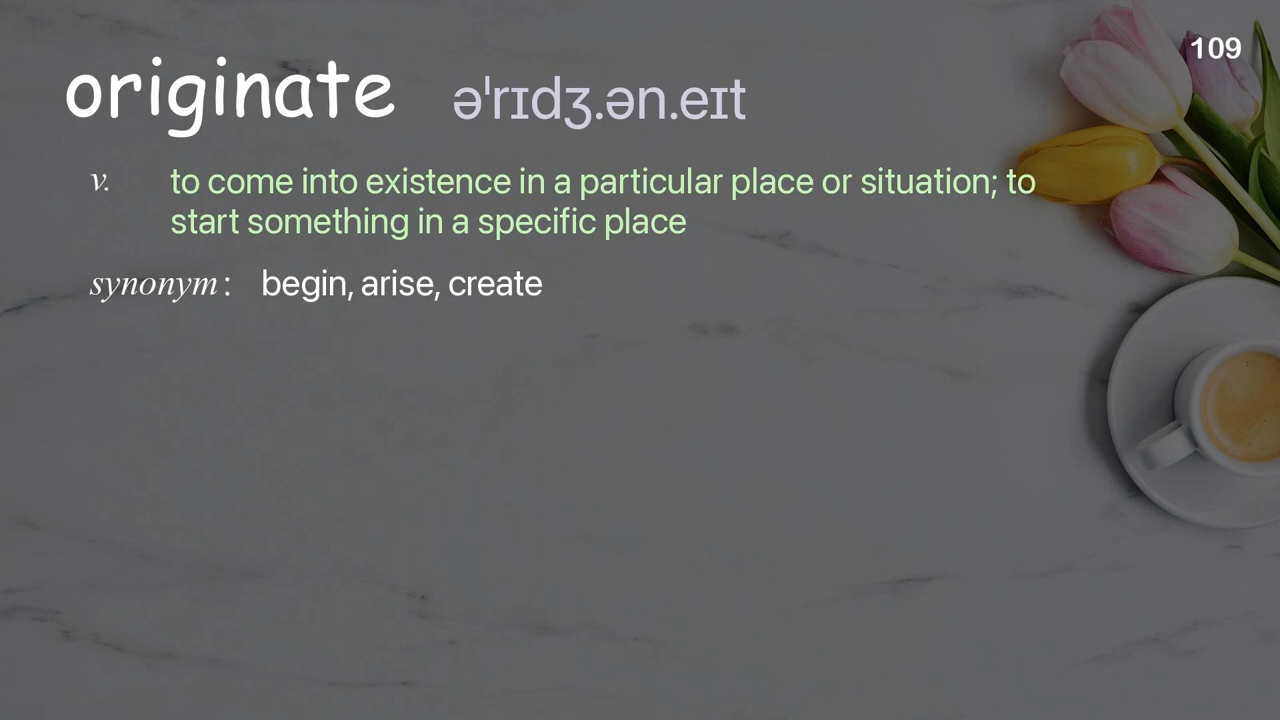 109
originate əˈrɪdʒ.ən.eɪt
v. to come into existence in a particular place or situation; to
start something in a specific place
synonym : begin, arise, create